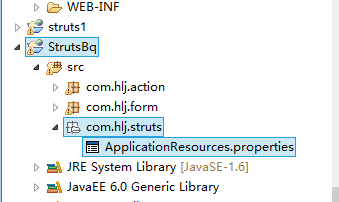 WEB-INF
struts1
StrutsBq
src
com.hlj.action
com.hlj.form
com.hlj.struts
ApplicationResources.properties
JRE System Library [JavaSE-1.6]
JavaEE 6.0 Generic Library